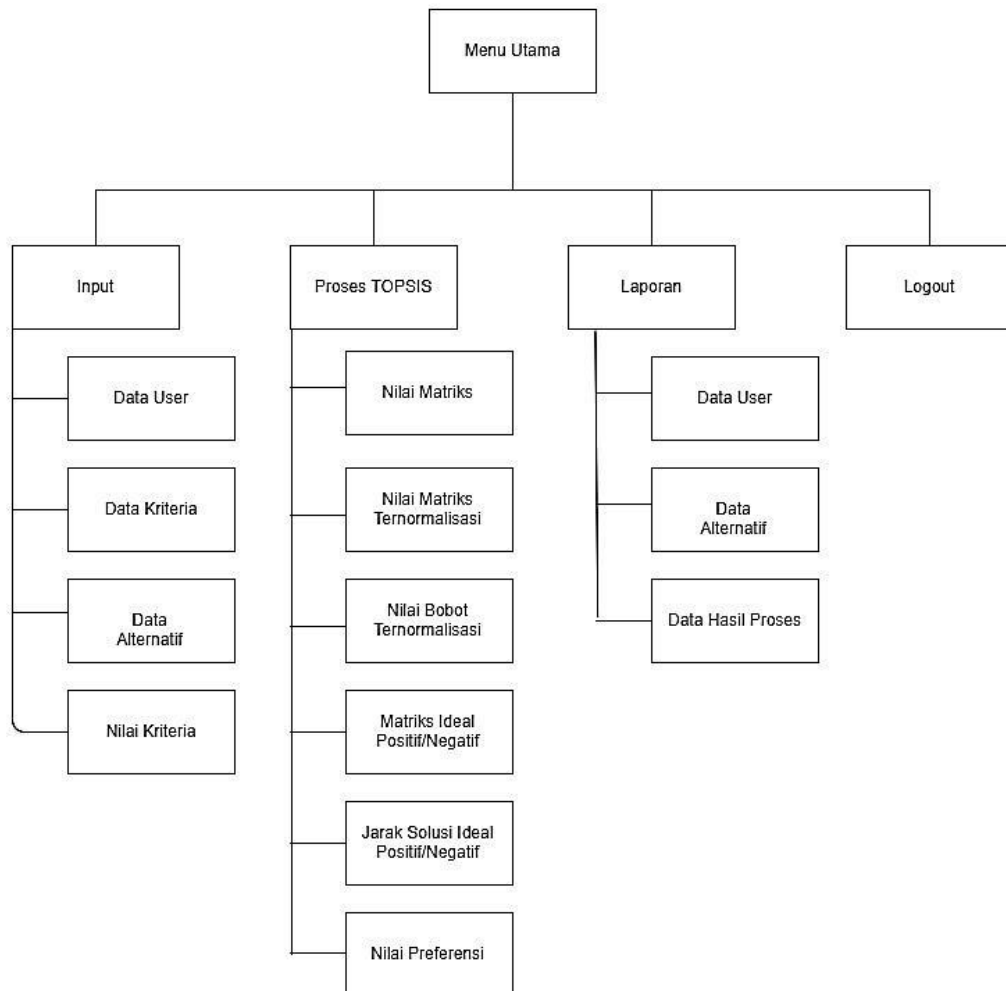 Menu Utama
Input
Proses TOPSIS
Laporan
Logout
Data User
Data Kriteria
Data
Alternatif
Nilai Kriteria
Nilai Matriks
Nilai Matriks
Ternormalisasi
Nilai Bobot
Ternormalisasi
Matriks Ideal
Positif/Negatif
Jarak Solusi Ideal
Positif/Negatif
Nilai Preferensi
Data User
Data
Alternatif
Data Hasil Proses